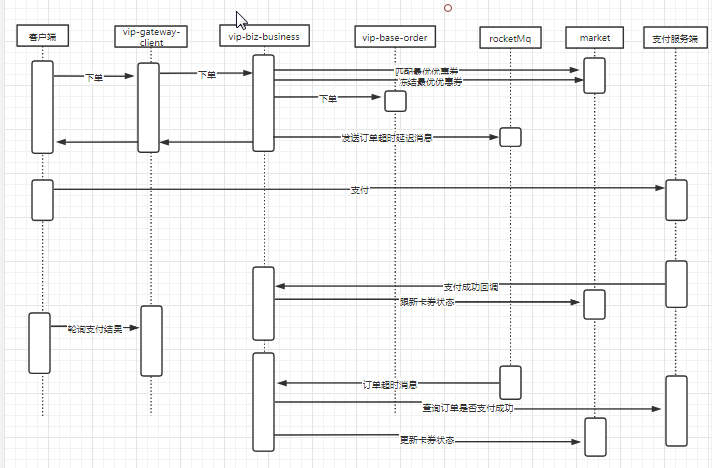 客户端
vip-gateway-
client
vip-biz-business
vip-base-order
rocketMq
market
支付服务端
下单
下单
匹配最优优惠券
冻结最优优惠券
下单
发送订单超时延迟消息
支付
支付成功回调
跟新卡券状态
轮询支付结果
订单超时消息
查询订单是否支付成功
更新卡券状态